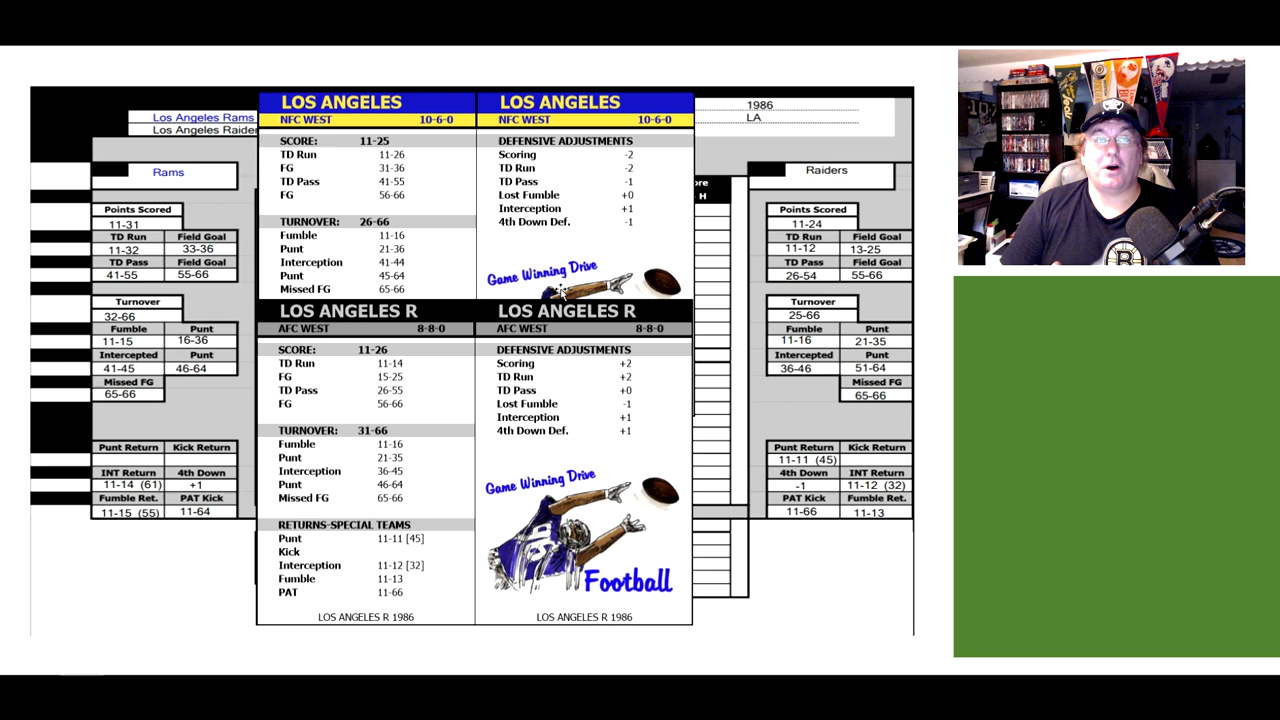 Los Angeles Rams
Los Angeles Raider
1986
LA
Rams
Points Scored
11-31
TD Run Field Goal
11-32 33-36
TD Pass Field Goal
41-55 55-66
Turnover
32-66
Fumble Punt
11-15 16-36
Intercepted Punt
41-45 46-64
Missed FG
65-66
Punt Return Kick Return
INT Return 4th Down
11-14 (61) +1
Fumble Ret. PAT Kick
11-15 (55) 11-64
LOS ANGELES
NFC WEST 10-6-0
SCORE: 11-25
TD Run 11-26
FG 31-36
TD Pass 41-55
FG 56-66
TURNOVER: 26-66
Fumble 11-16
Punt 21-36
Interception 41-44
Punt 45-64
Missed FG 65-66
LOS ANGELES
NFC WEST 10-6-0
DEFENSIVE ADJUSTMENTS
Scoring -2
TD Run -2
TD Pass -1
Lost Fumble +0
Interception +1
4th Down Def. -1
Game Winning Drive
LOS ANGELES R
AFC WEST 8-8-0
SCORE: 11-26
TD Run 11-14
FG 15-25
TD Pass 26-55
FG 56-66
TURNOVER: 31-66
Fumble 11-16
Punt 21-35
Interception 36-45
Punt 46-64
Missed FG 65-66
RETURNS-SPECIAL TEAMS
Punt 11-11 [45]
Kick
Interception 11-12 [32]
Fumble 11-13
PAT 11-66
LOS ANGELES R 1986
LOS ANGELES R
AFC WEST 8-8-0
DEFENSIVE ADJUSTMENTS
Scoring +2
TD Run +2
TD Pass +0
Lost Fumble -1
Interception +1
4th Down Def. +1
Game Winning Drive
Football
LOS ANGELES R 1986
ore
H
Raiders
Points Scored
11-24
TD Run Field Goal
11-12 13-25
TD Pass Field Goal
26-54 55-66
Turnover
25-66
Fumble Punt
11-16 21-35
Intercepted Punt
36-46 51-64
Missed FG
65-66
Punt Return Kick Return
11-11 (45)
4th Down INT Return
-1 11-12 (32)
PAT Kick Fumble Ret.
11-66 11-13
B